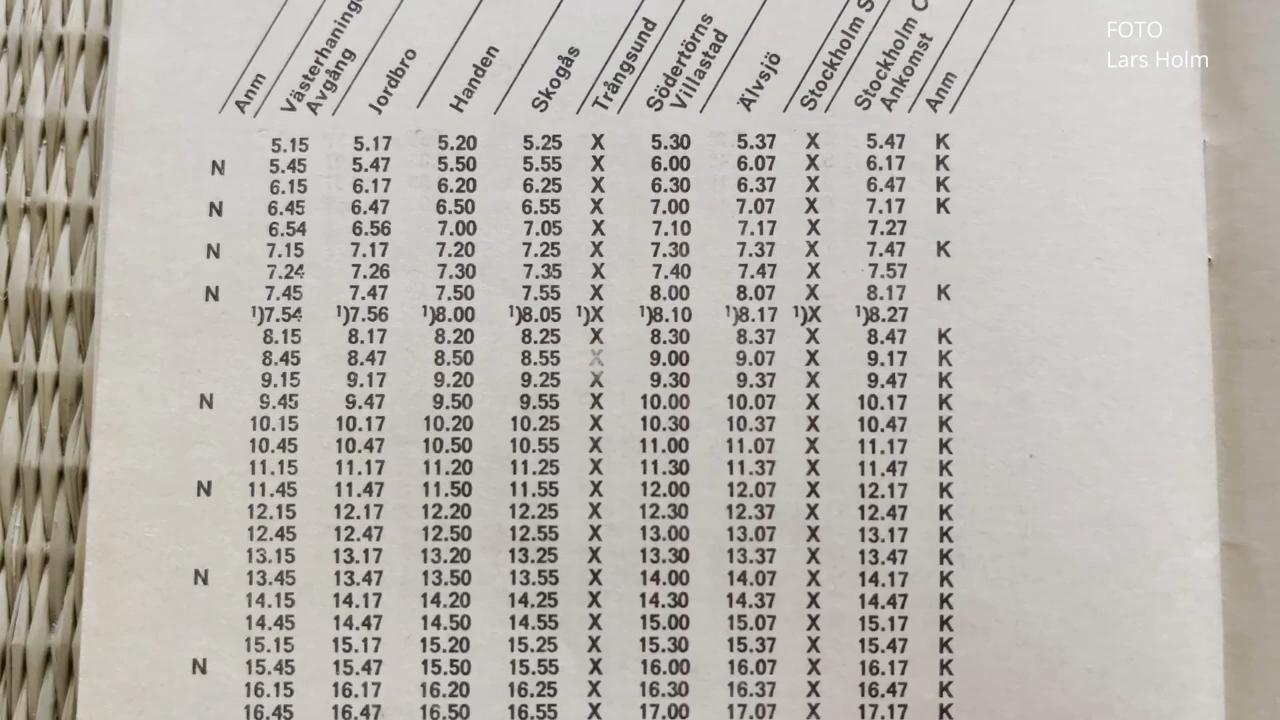 FOTO
Lars Holm
Anm Avgång Jordbro Handen Skogås Trångsund Södertörns Villastad Älvsjö Stockholm Stockholm Ankomst Anm
5.15 5.17 5.20 5.25 X 5.30 5.37 X 5.47 K
N 5.45 5.47 5.50 5.55 X 6.00 6.07 X 6.17 K
6.15 6.17 6.20 6.25 X 6.30 6.37 X 6.47 K
N 6.45 6.47 6.50 6.55 X 7.00 7.07 X 7.17 K
6.54 6.56 7.00 7.05 X 7.10 7.17 X 7.27
N 7.15 7.17 7.20 7.25 X 7.30 7.37 X 7.47 K
7.24 7.26 7.30 7.35 X 7.40 7.47 X 7.57
N 7.45 7.47 7.50 7.55 X 8.00 8.07 X 8.17 K
1)7.54 1)7.56 1)8.00 1)8.05 1)X 1)8.10 1)8.17 1)X 1)8.27
8.15 8.17 8.20 8.25 X 8.30 8.37 X 8.47 K
8.45 8.47 8.50 8.55 X 9.00 9.07 X 9.17 K
9.15 9.17 9.20 9.25 X 9.30 9.37 X 9.47 K
N 9.45 9.47 9.50 9.55 X 10.00 10.07 X 10.17 K
10.15 10.17 10.20 10.25 X 10.30 10.37 X 10.47 K
10.45 10.47 10.50 10.55 X 11.00 11.07 X 11.17 K
11.15 11.17 11.20 11.25 X 11.30 11.37 X 11.47 K
N 11.45 11.47 11.50 11.55 X 12.00 12.07 X 12.17 K
12.15 12.17 12.20 12.25 X 12.30 12.37 X 12.47 K
12.45 12.47 12.50 12.55 X 13.00 13.07 X 13.17 K
13.15 13.17 13.20 13.25 X 13.30 13.37 X 13.47 K
N 13.45 13.47 13.50 13.55 X 14.00 14.07 X 14.17 K
14.15 14.17 14.20 14.25 X 14.30 14.37 X 14.47 K
14.45 14.47 14.50 14.55 X 15.00 15.07 X 15.17 K
15.15 15.17 15.20 15.25 X 15.30 15.37 X 15.47 K
N 15.45 15.47 15.50 15.55 X 16.00 16.07 X 16.17 K
16.15 16.17 16.20 16.25 X 16.30 16.37 X 16.47 K
16.45 16.47 16.50 16.55 X 17.00 17.07 X 17.17 K